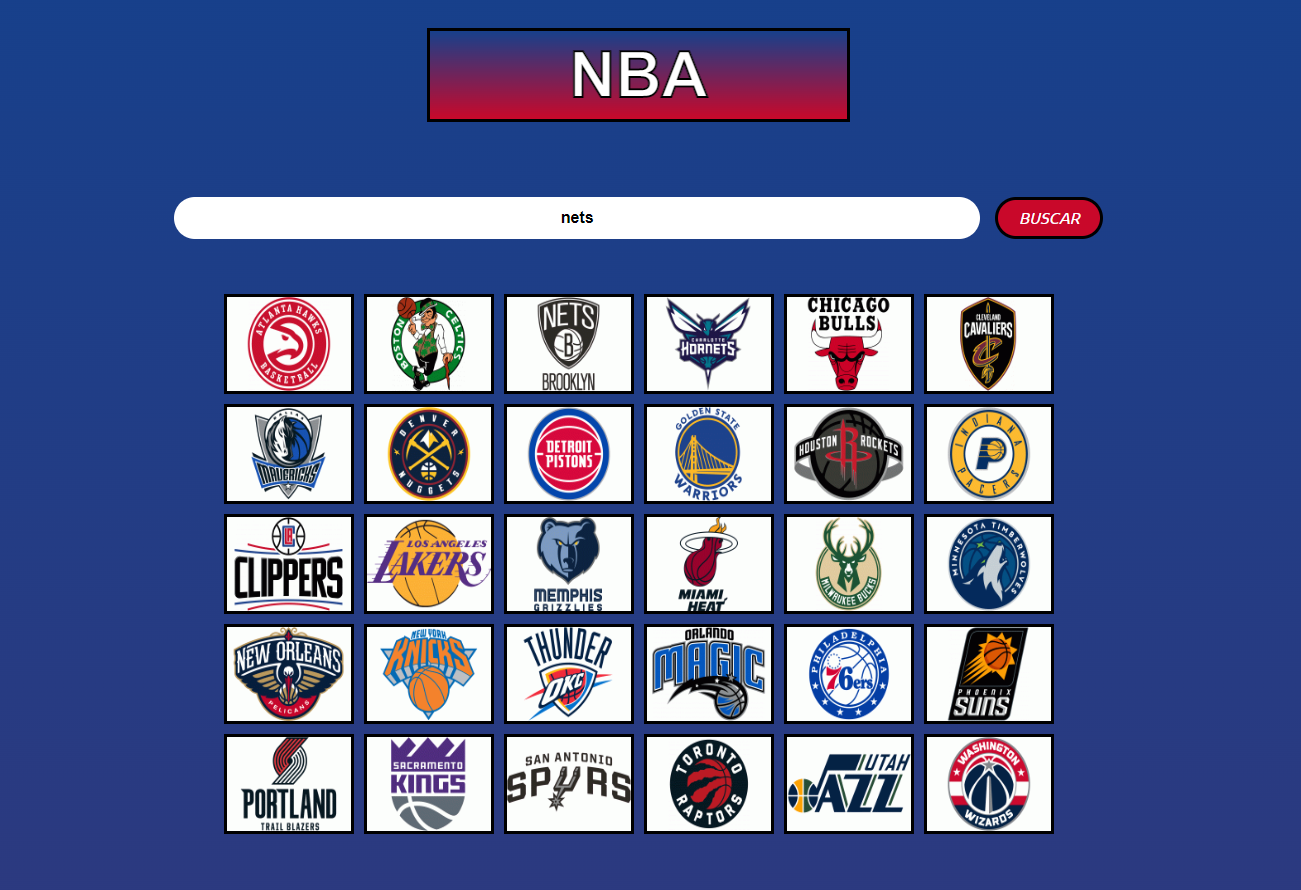 NBA
nets
BUSCAR
ATLANTA HAWKS
BASKETBALL
BOSTON
CELTICS
NETS
B
BROOKLYN
CHARLOTTE
HORNETS
CHICAGO
BULLS
CLEVELAND
CAVALIERS
C
DALLAS
MAVERICKS
DENVER
NUGGETS
DETROIT
PISTONS
GOLDEN STATE
WARRIORS
HOUSTON R ROCKETS
INDIANA
P
PACERS
LAC
CLIPPERS
LOS ANGELES
LAKERS
MEMPHIS
GRIZZLIES
MIAMI
HEAT
MILWAUKEE BUCKS
MINNESOTA TIMBERWOLVES
NEW ORLEANS
PELICANS
NEW YORK
KNICKS
THUNDER
OKC
ORLANDO
MAGIC
PHILADELPHIA
76ers
PHOENIX
SUNS
PORTLAND
TRAIL BLAZERS
SACRAMENTO
KINGS
SAN ANTONIO
SPURS
TORONTO
RAPTORS
UTAH
JAZZ
WASHINGTON
WIZARDS